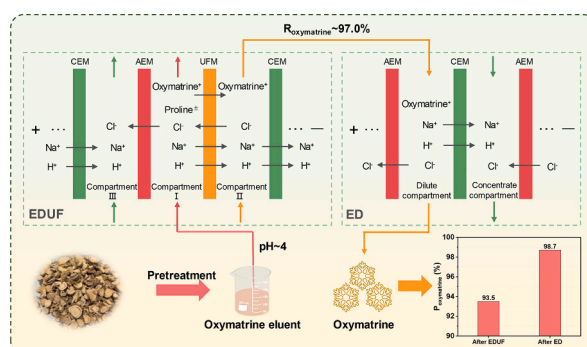 R oxymatrine~97.0%
CEM AEM UFM CEM
Oxymatrine⁺ Oxymatrine⁺
Proline±
+ ... Cl⁻ Cl⁻ Cl⁻ ... —
Na⁺ Na⁺ Na⁺ Na⁺ Na⁺
H⁺ H⁺ H⁺ H⁺ H⁺
Compartment III
Compartment I
Compartment II
EDUF
AEM CEM AEM
Oxymatrine⁺
+ ... Na⁺ Na⁺ ... —
H⁺ H⁺
Cl⁻ Cl⁻ Cl⁻ Cl⁻
Dilute compartment
Concentrate compartment
ED
pH~4
Pretreatment
Oxymatrine eluent
Oxymatrine
P oxymatrine (%)
100
98
96
94
92
90
93.5
98.7
After EDUF After ED